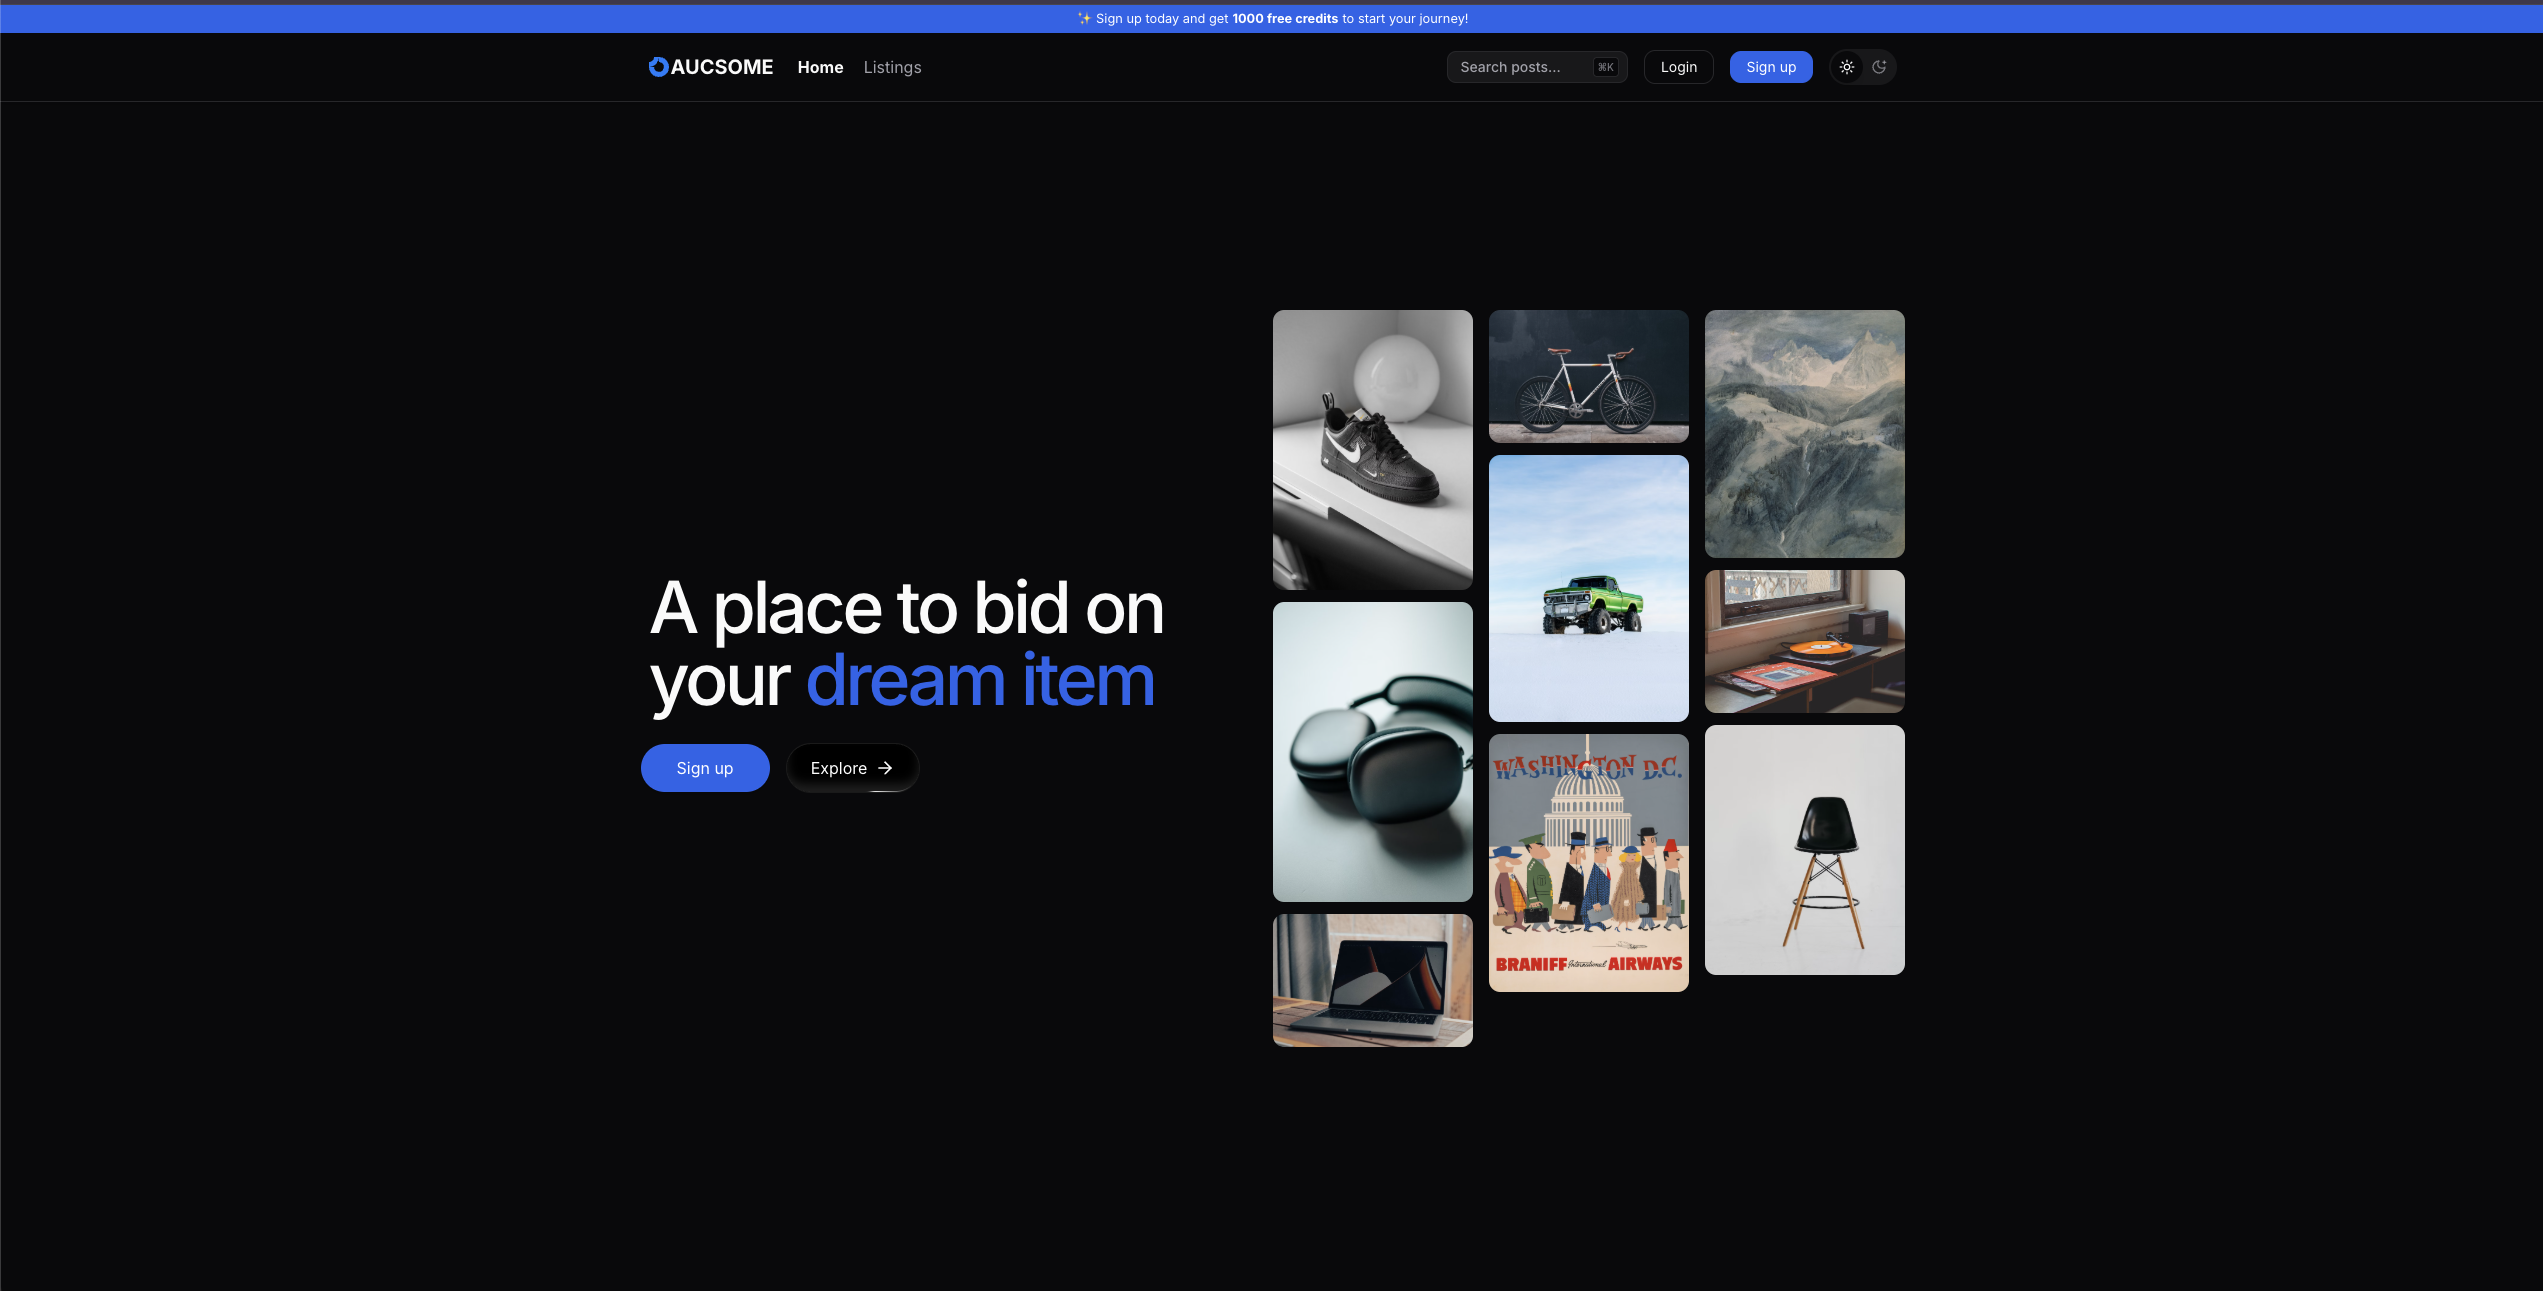 ✨ Sign up today and get 1000 free credits to start your journey!
AUCSOME
Home
Listings
Search posts...
⌘K
Login
Sign up
A place to bid on
your dream item
Sign up
Explore →
WASHINGTON D.C.
BRANIFF International AIRWAYS